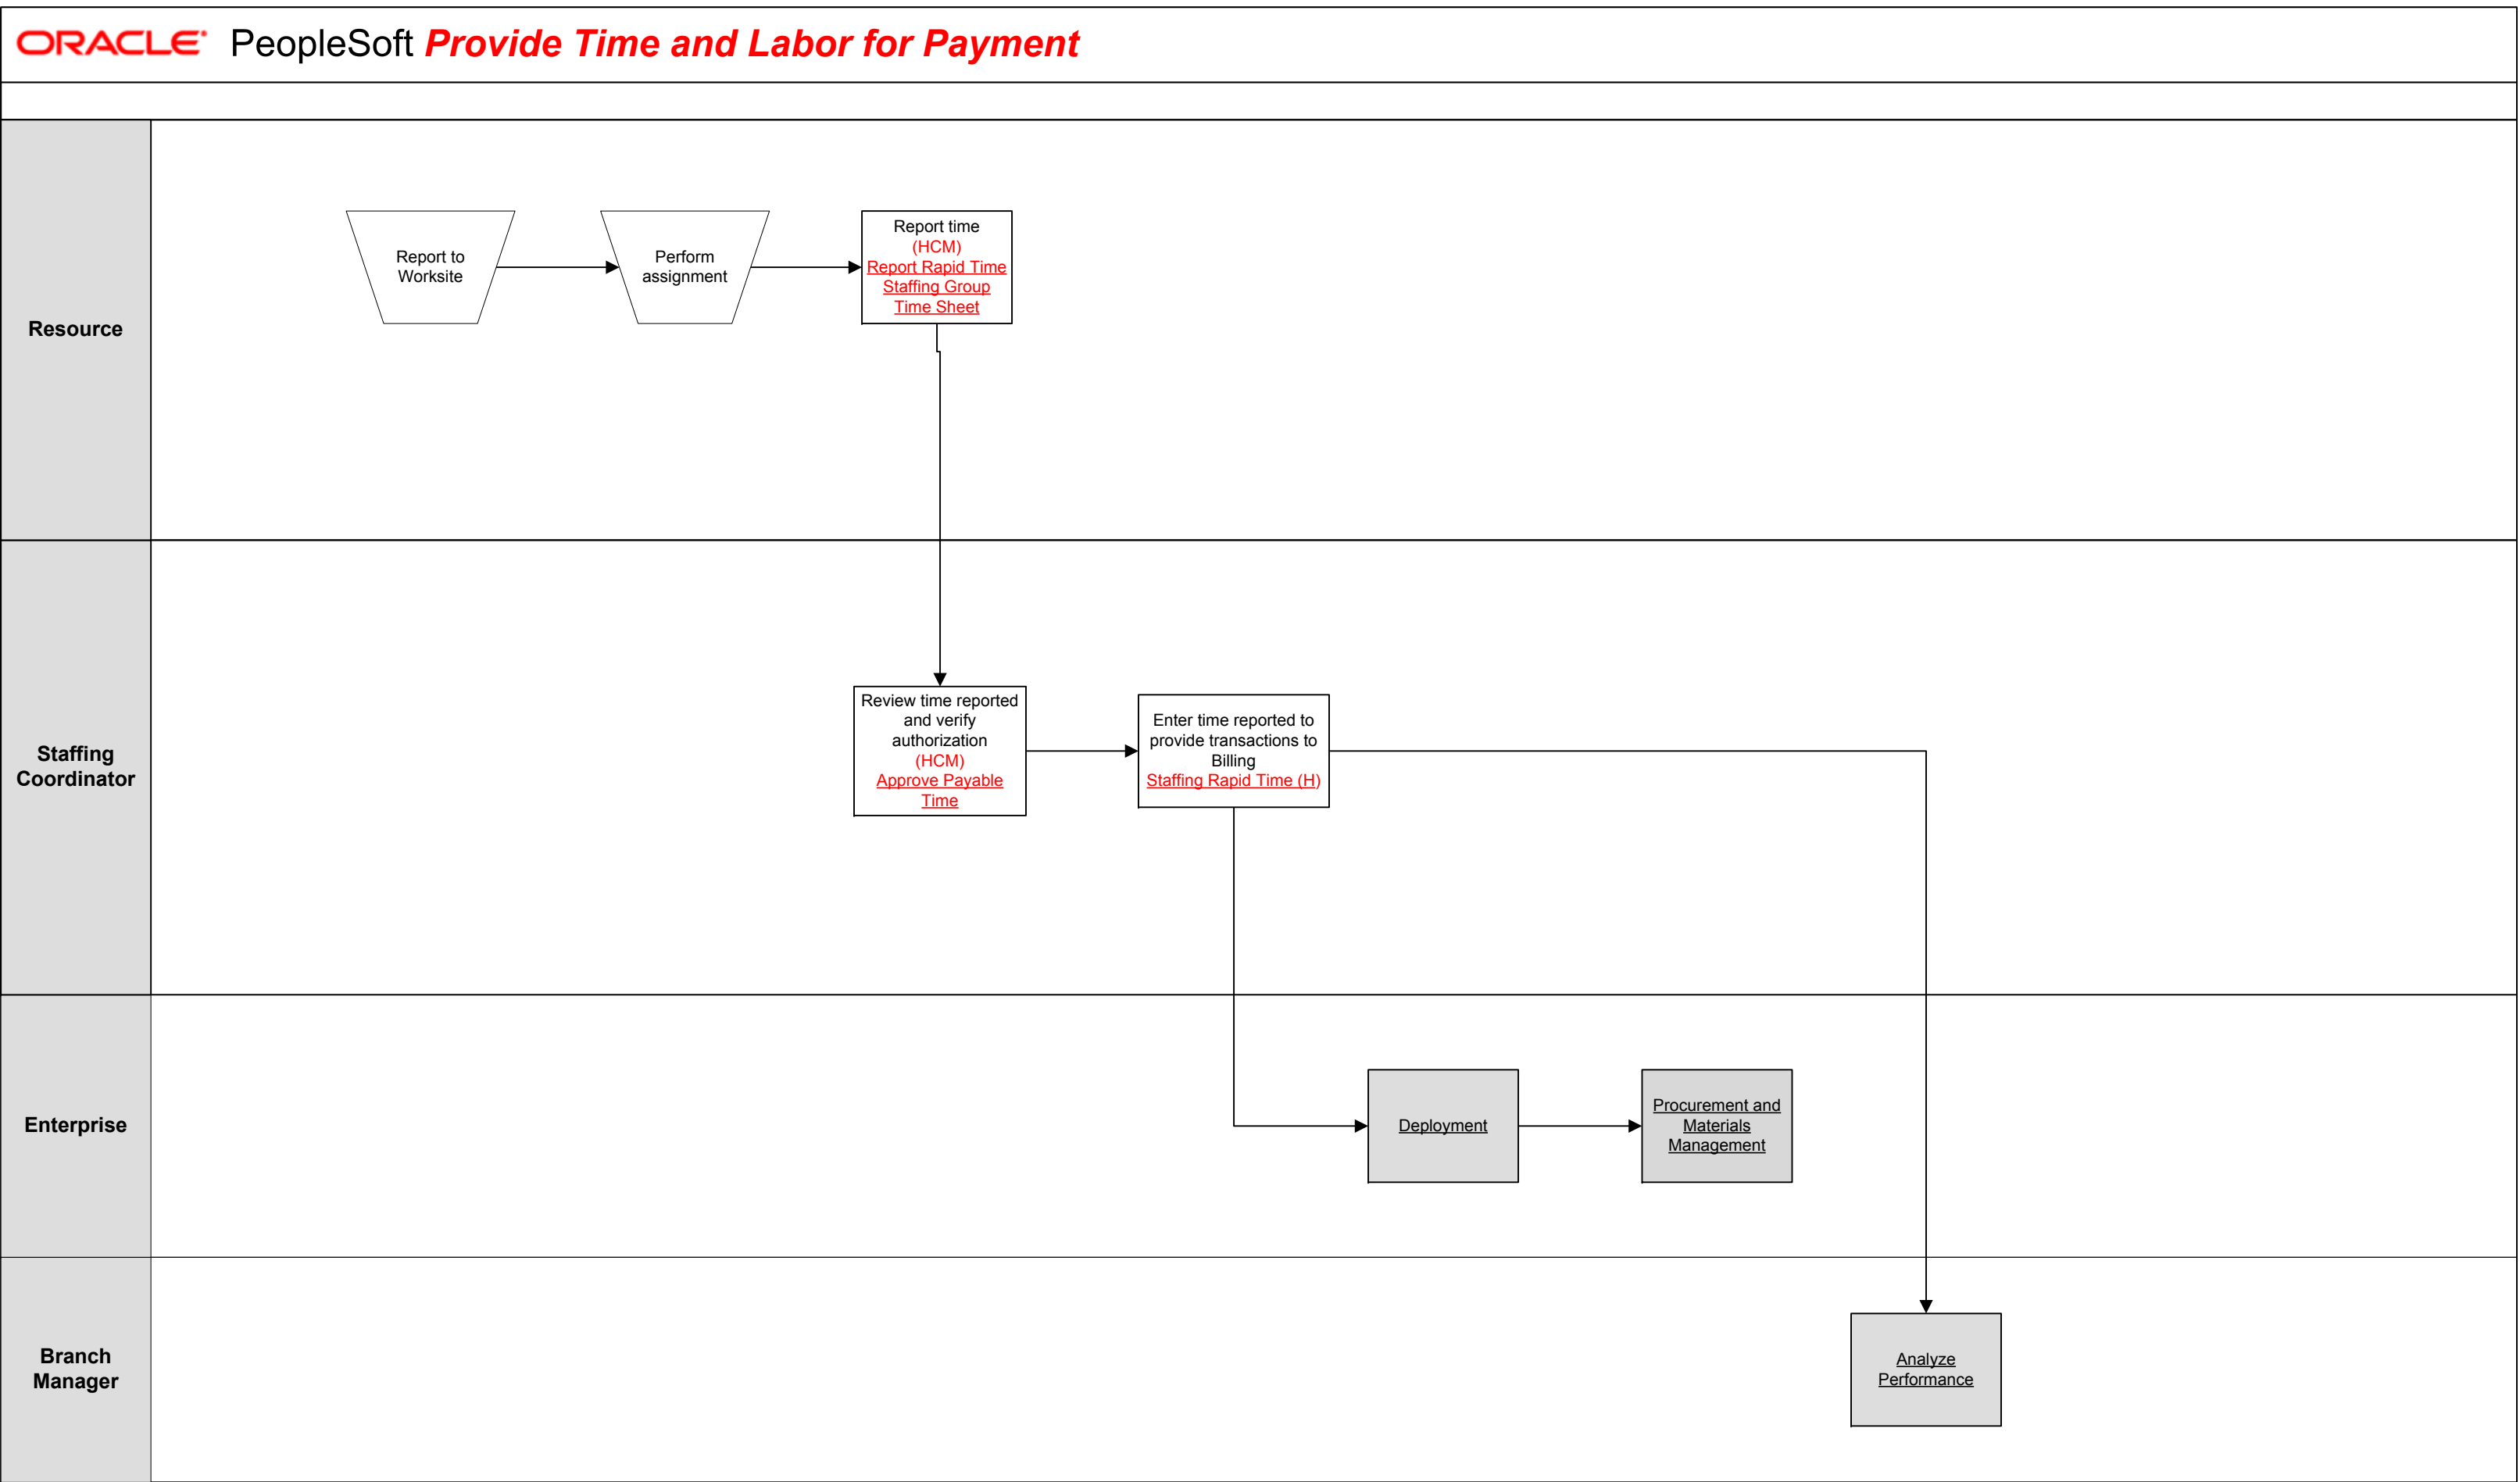 ORACLE PeopleSoft Provide Time and Labor for Payment
Resource
Report to
Worksite
Perform
assignment
Report time
(HCM)
Report Rapid Time
Staffing Group
Time Sheet
Staffing
Coordinator
Review time reported
and verify
authorization
(HCM)
Approve Payable
Time
Enter time reported to
provide transactions to
Billing
Staffing Rapid Time (H)
Enterprise
Deployment
Procurement and
Materials
Management
Branch
Manager
Analyze
Performance